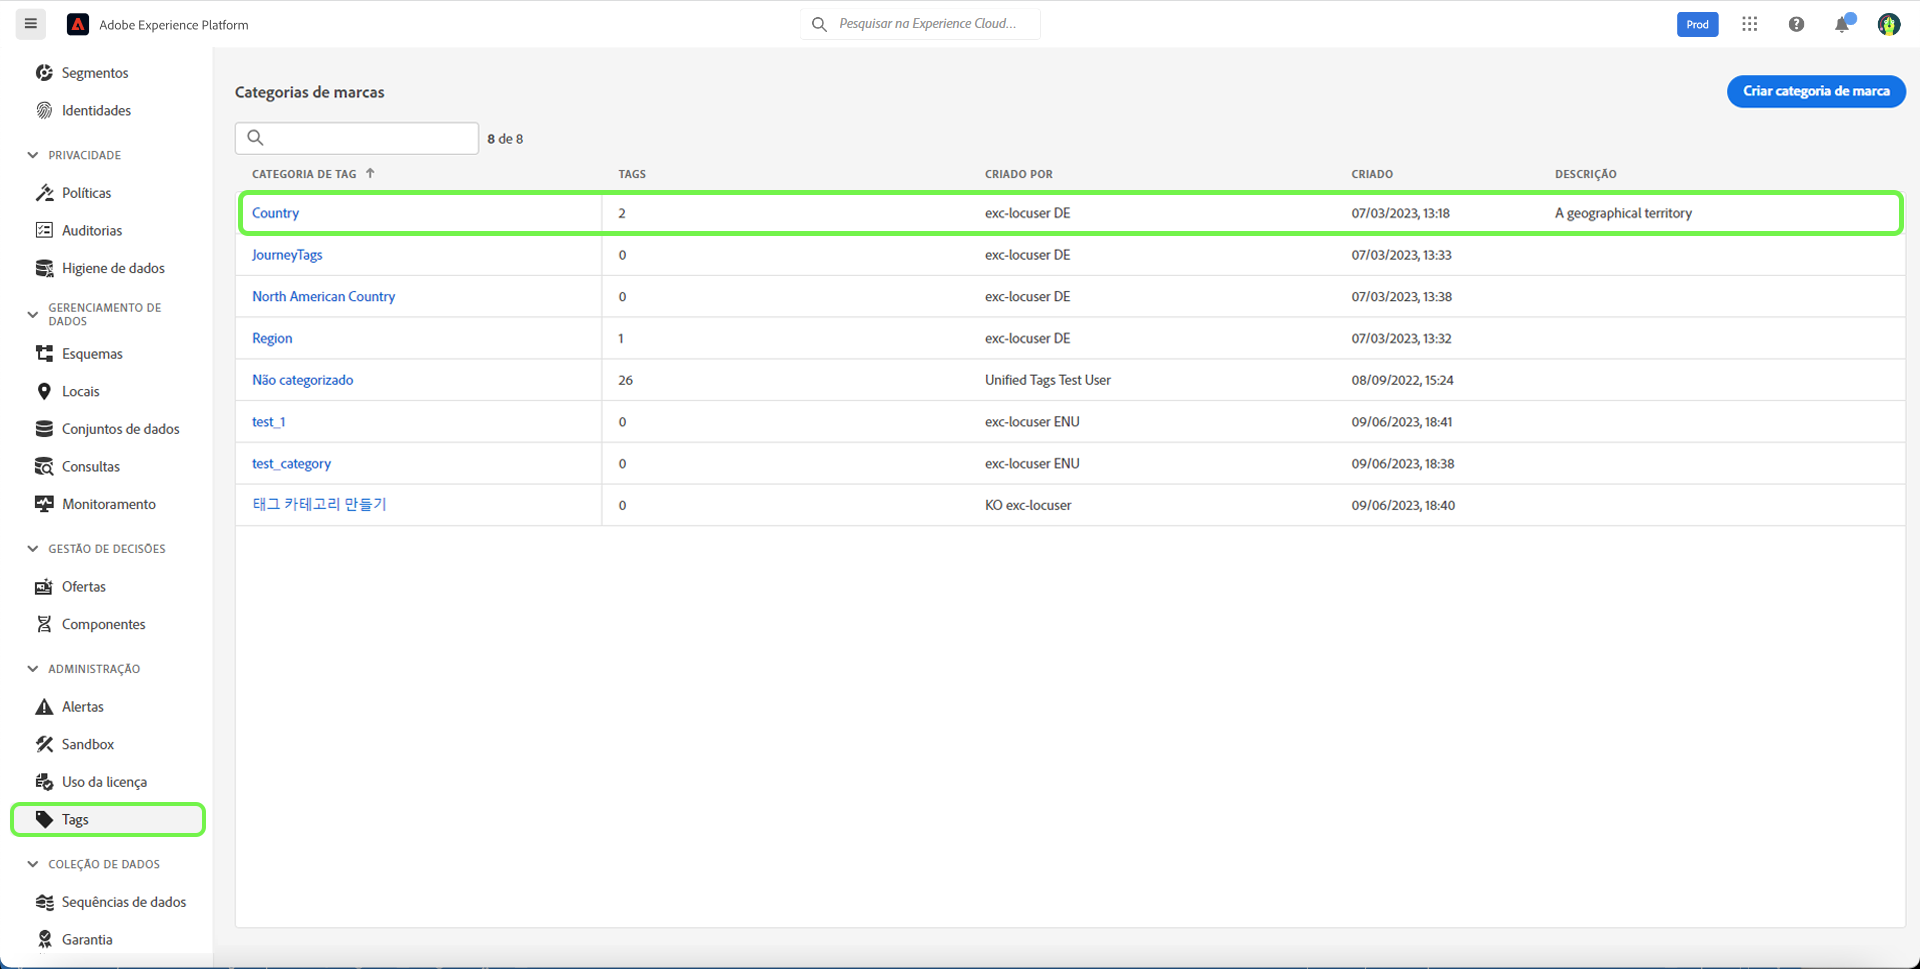 Adobe Experience Platform
Pesquisar na Experience Cloud...
Prod
Segmentos
Identidades
PRIVACIDADE
Políticas
Auditorias
Higiene de dados
GERENCIAMENTO DE
DADOS
Esquemas
Locais
Conjuntos de dados
Consultas
Monitoramento
GESTÃO DE DECISÕES
Ofertas
Componentes
ADMINISTRAÇÃO
Alertas
Sandbox
Uso da licença
Tags
COLEÇÃO DE DADOS
Sequências de dados
Garantia
Categorias de marcas
Criar categoria de marca
8 de 8
CATEGORIA DE TAG TAGS CRIADO POR CRIADO DESCRIÇÃO
Country 2 exc-locuser DE 07/03/2023, 13:18 A geographical territory
JourneyTags 0 exc-locuser DE 07/03/2023, 13:33
North American Country 0 exc-locuser DE 07/03/2023, 13:38
Region 1 exc-locuser DE 07/03/2023, 13:32
Não categorizado 26 Unified Tags Test User 08/09/2022, 15:24
test_1 0 exc-locuser ENU 09/06/2023, 18:41
test_category 0 exc-locuser ENU 09/06/2023, 18:38
태그 카테고리 만들기 0 KO exc-locuser 09/06/2023, 18:40